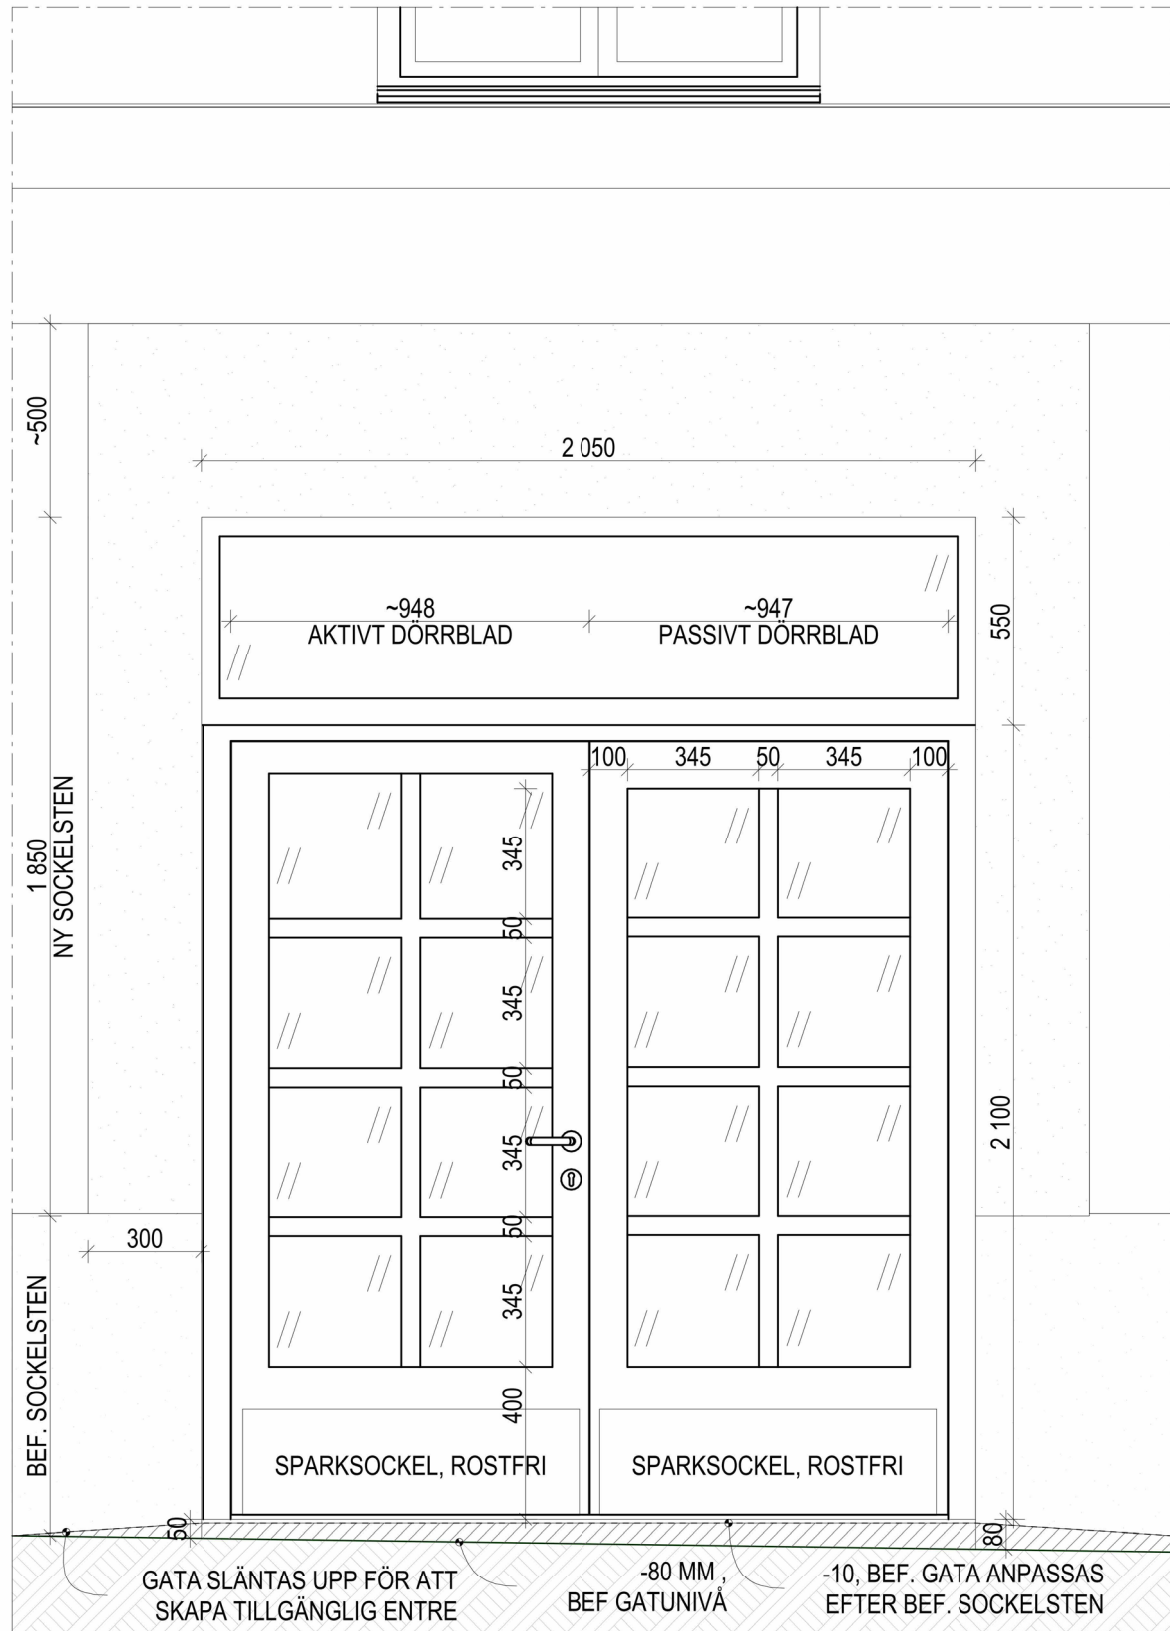 ~500
2 050
~948
AKTIVT DÖRRBLAD
~947
PASSIVT DÖRRBLAD
550
100
345
50
345
100
1 850
NY SOCKELSTEN
345
50
345
50
345
50
345
400
2 100
300
BEF. SOCKELSTEN
SPARKSOCKEL, ROSTFRI
SPARKSOCKEL, ROSTFRI
50
80
GATA SLÄNTAS UPP FÖR ATT
SKAPA TILLGÄNGLIG ENTRE
-80 MM ,
BEF GATUNIVÅ
-10, BEF. GATA ANPASSAS
EFTER BEF. SOCKELSTEN